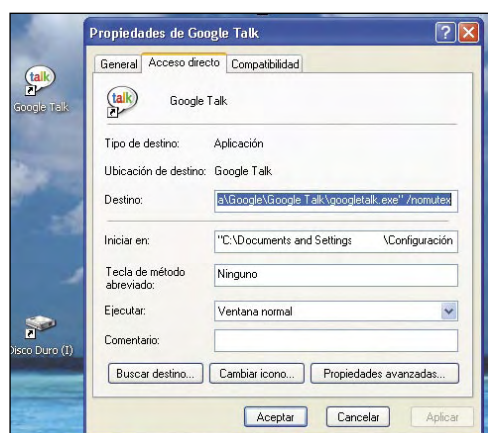 Propiedades de Google Talk
General Acceso directo Compatibilidad
talk
Google Talk
talk
Google Talk
Tipo de destino: Aplicación
Ubicación de destino: Google Talk
Destino: a\Google\Google Talk\googletalk.exe" /nomutex
Iniciar en: "C:\Documents and Settings \Configuración
Tecla de método
abreviado:
Ninguno
Ejecutar: Ventana normal
Comentario:
Disco Duro (I)
Buscar destino... Cambiar icono... Propiedades avanzadas...
Aceptar Cancelar Aplicar